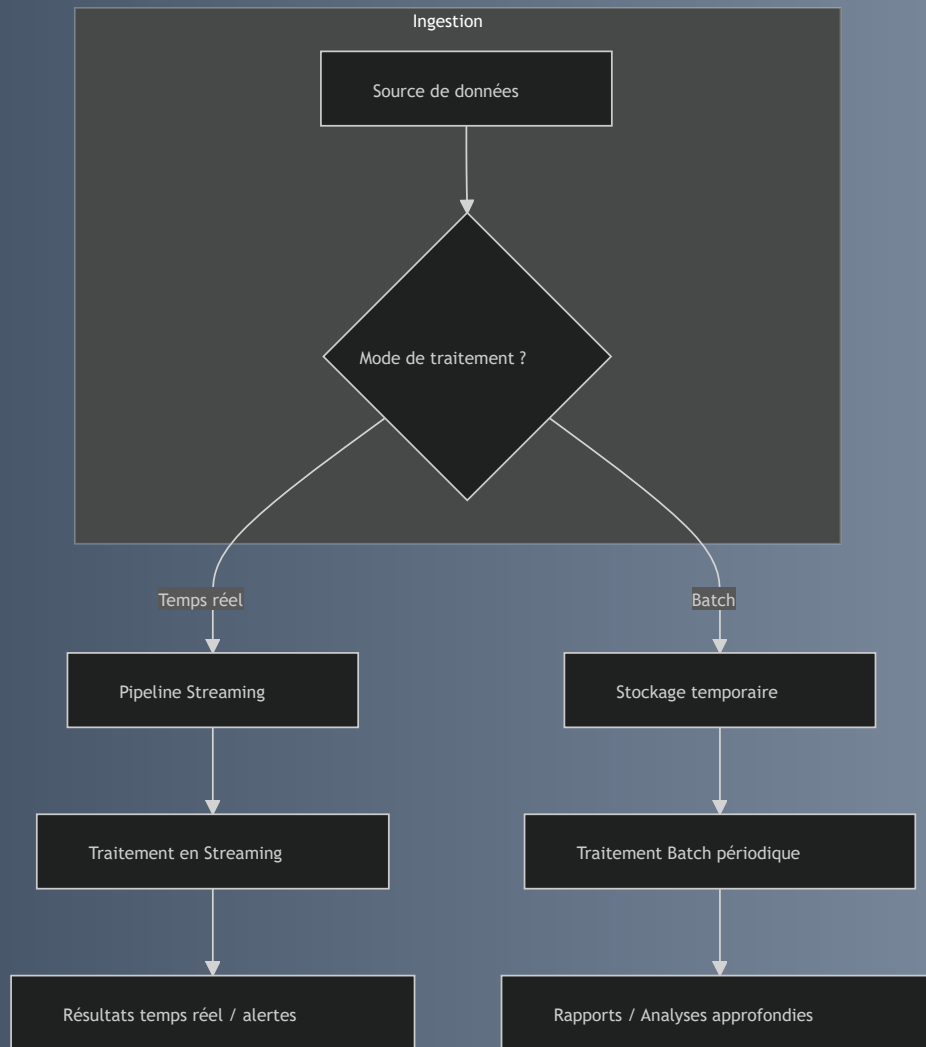 Ingestion
Source de données
Mode de traitement ?
Temps réel
Batch
Pipeline Streaming
Stockage temporaire
Traitement en Streaming
Traitement Batch périodique
Résultats temps réel / alertes
Rapports / Analyses approfondies